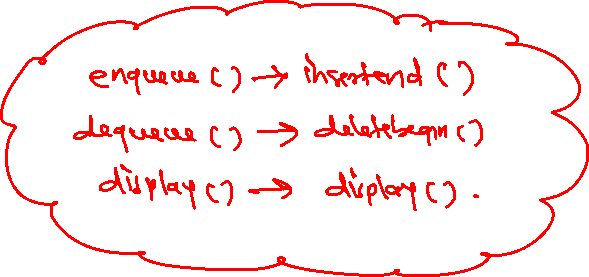 enqueue() → insertend()
dequeue() → deletebegin()
display() → display().